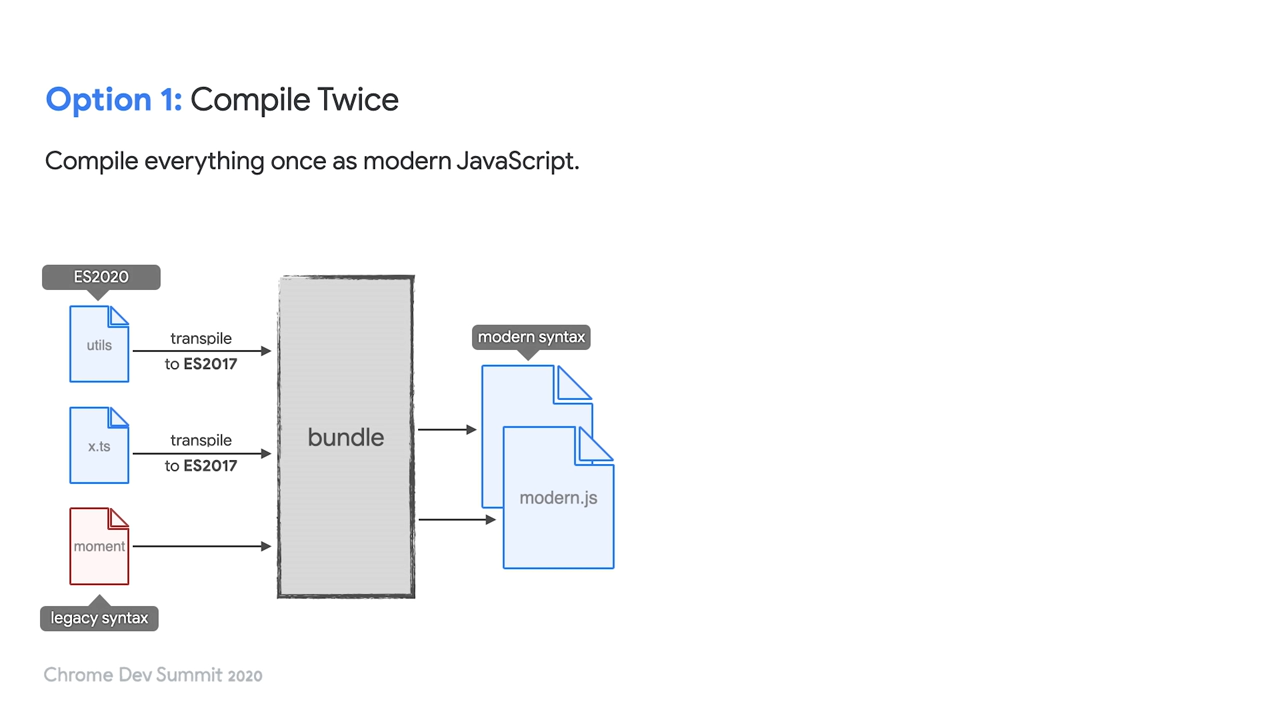 Option 1: Compile Twice
Compile everything once as modern JavaScript.
ES2020
utils
transpile
to ES2017
x.ts
transpile
to ES2017
moment
legacy syntax
bundle
modern syntax
modern.js
Chrome Dev Summit 2020